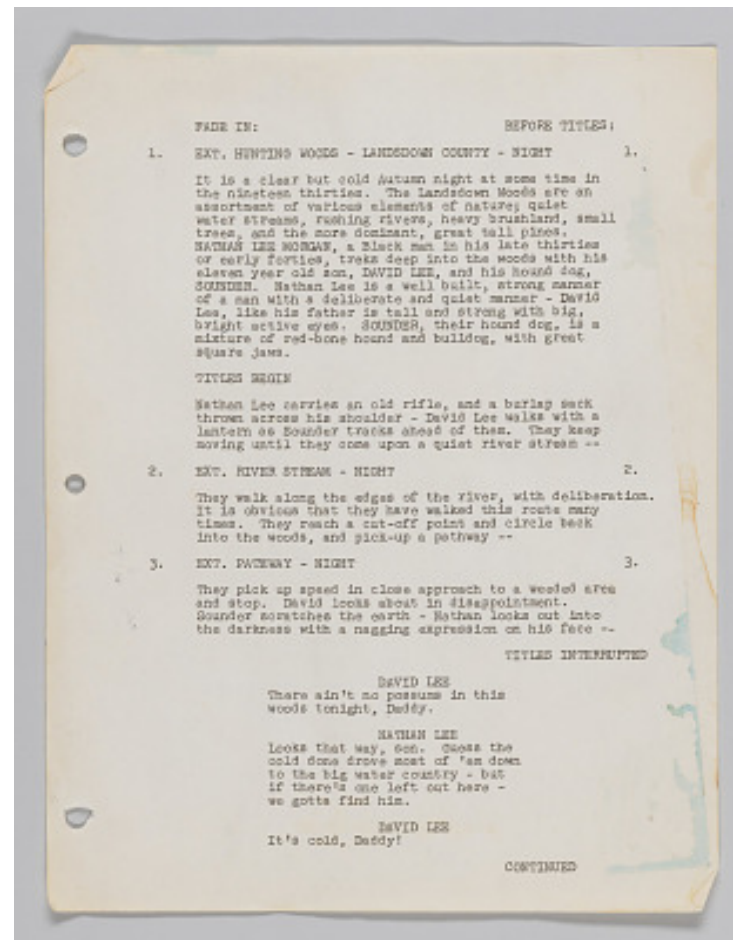 FADE IN: BEFORE TITLES:
1. EXT. HUNTING WOODS - LANDSDOWN COUNTY - NIGHT 1.
It is a clear but cold Autumn night at some time in
the nineteen thirties. The Landsdown Woods are an
assortment of various elements of nature; quiet
water streams, rushing rivers, heavy brushland, small
trees, and the more dominant, great tall pines.
NATHAN LEE MORGAN, a Black man in his late thirties
or early forties, treks deep into the woods with his
eleven year old son, DAVID LEE, and his hound dog,
SOUNDER. Nathan Lee is a well built, strong manner
of a man with a deliberate and quiet manner - David
Lee, like his father is tall and strong with big,
bright active eyes. SOUNDER, their hound dog, is a
mixture of red-bone hound and bulldog, with great
square jaws.
TITLES BEGIN
Nathan Lee carries an old rifle, and a burlap sack
thrown across his shoulder - David Lee walks with a
lantern as Sounder tracks ahead of them. They keep
moving until they come upon a quiet river stream --
2. EXT. RIVER STREAM - NIGHT 2.
They walk along the edges of the river, with deliberation.
It is obvious that they have walked this route many
times. They reach a cut-off point and circle back
into the woods, and pick-up a pathway --
3. EXT. PATHWAY - NIGHT 3.
They pick up speed in close approach to a weeded area
and stop. David looks about in disappointment.
Sounder scratches the earth - Nathan looks out into
the darkness with a nagging expression on his face --
TITLES INTERRUPTED
DAVID LEE
There ain't no possums in this
woods tonight, Daddy.
NATHAN LEE
Looks that way, son. Guess the
cold done drove most of 'em down
to the big water country - but
if there's one left out here -
we gotta find him.
DAVID LEE
It's cold, Daddy!
CONTINUED